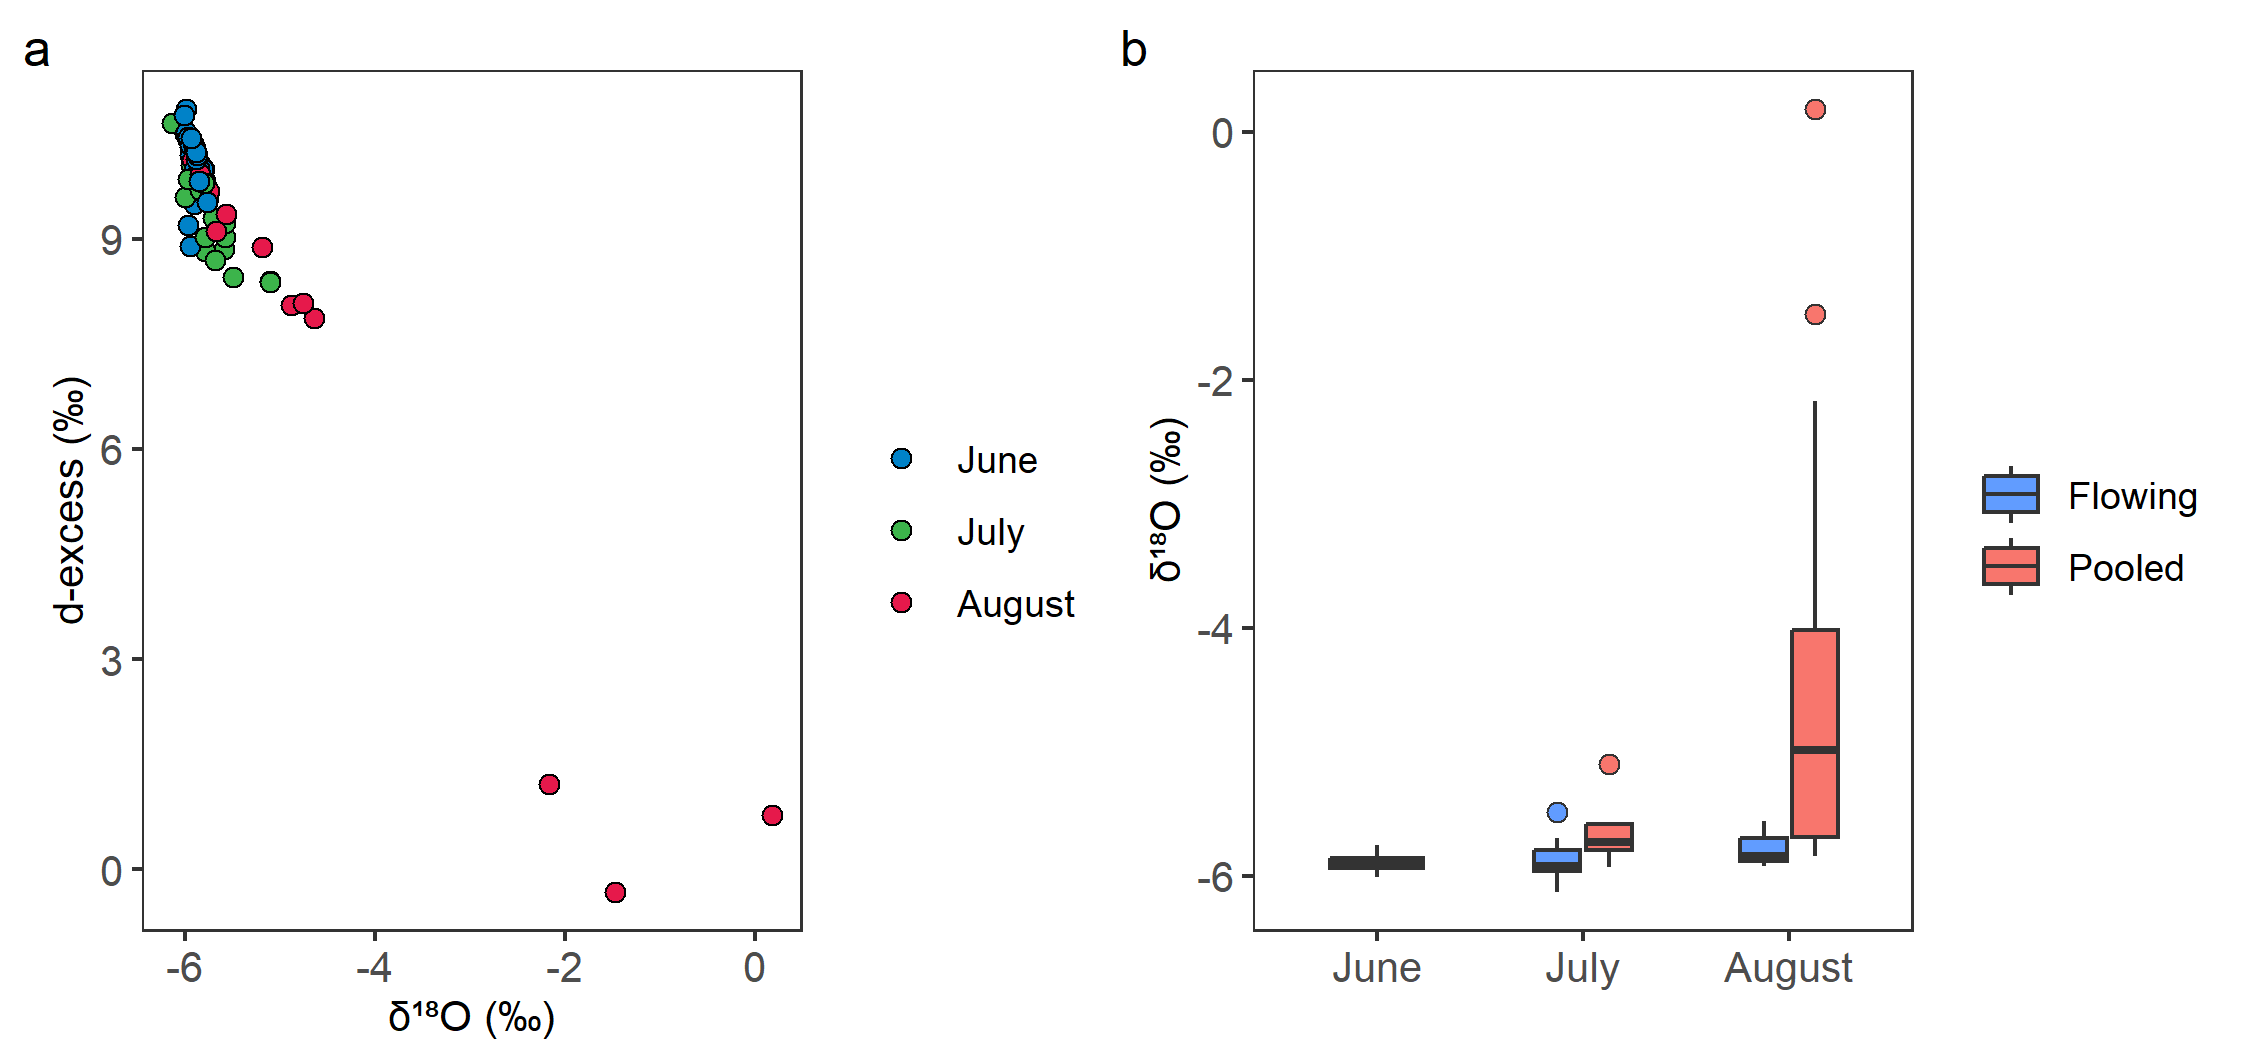 a
d-excess (‰)
9
6
3
0
-6 -4 -2 0
δ¹⁸O (‰)
June
July
August
b
δ¹⁸O (‰)
0
-2
-4
-6
June July August
Flowing
Pooled